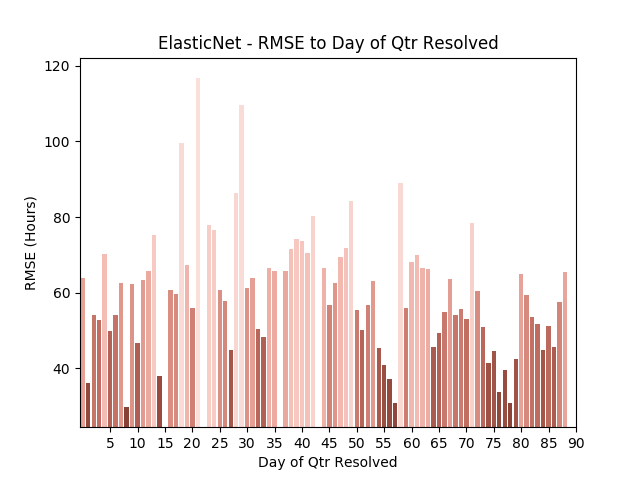 ElasticNet - RMSE to Day of Qtr Resolved
120
100
80
60
40
RMSE (Hours)
5 10 15 20 25 30 35 40 45 50 55 60 65 70 75 80 85 90
Day of Qtr Resolved